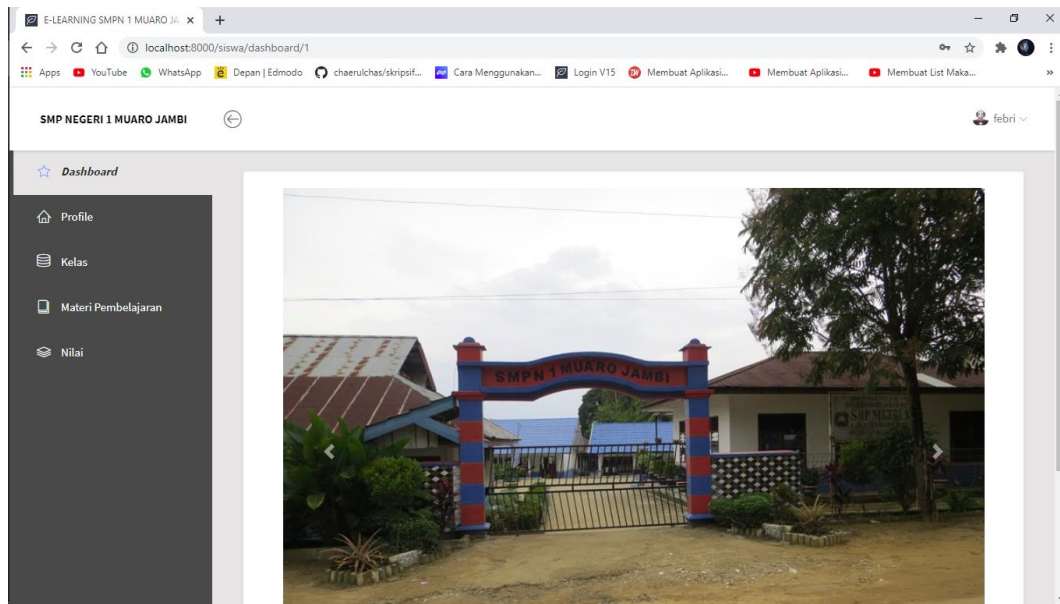 E-LEARNING SMPN 1 MUARO JA
localhost:8000/siswa/dashboard/1
Apps YouTube WhatsApp Depan | Edmodo chaerulchas/skripsif... Cara Menggunakan... Login V15 Membuat Aplikasi... Membuat Aplikasi... Membuat List Maka... »
SMP NEGERI 1 MUARO JAMBI
febri
Dashboard
Profile
Kelas
Materi Pembelajaran
Nilai
SMPN 1 MUARO JAMBI